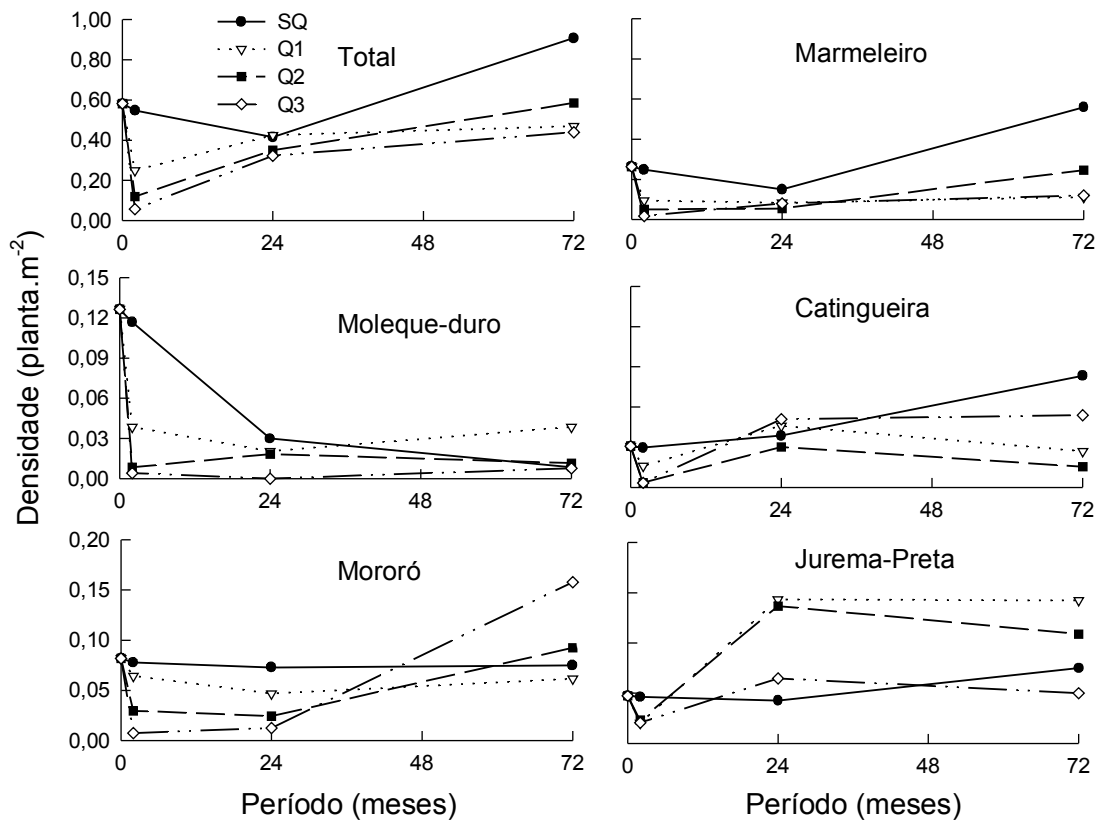 Densidade (planta.m-2)
SQ
Q1
Q2
Q3
Total
1,00
0,80
0,60
0,40
0,20
0,00
0 24 48 72
Marmeleiro
0 24 48 72
Moleque-duro
0,15
0,12
0,09
0,06
0,03
0,00
0 24 48 72
Catingueira
0 24 48 72
Mororó
0,20
0,15
0,10
0,05
0,00
0 24 48 72
Período (meses)
Jurema-Preta
0 24 48 72
Período (meses)